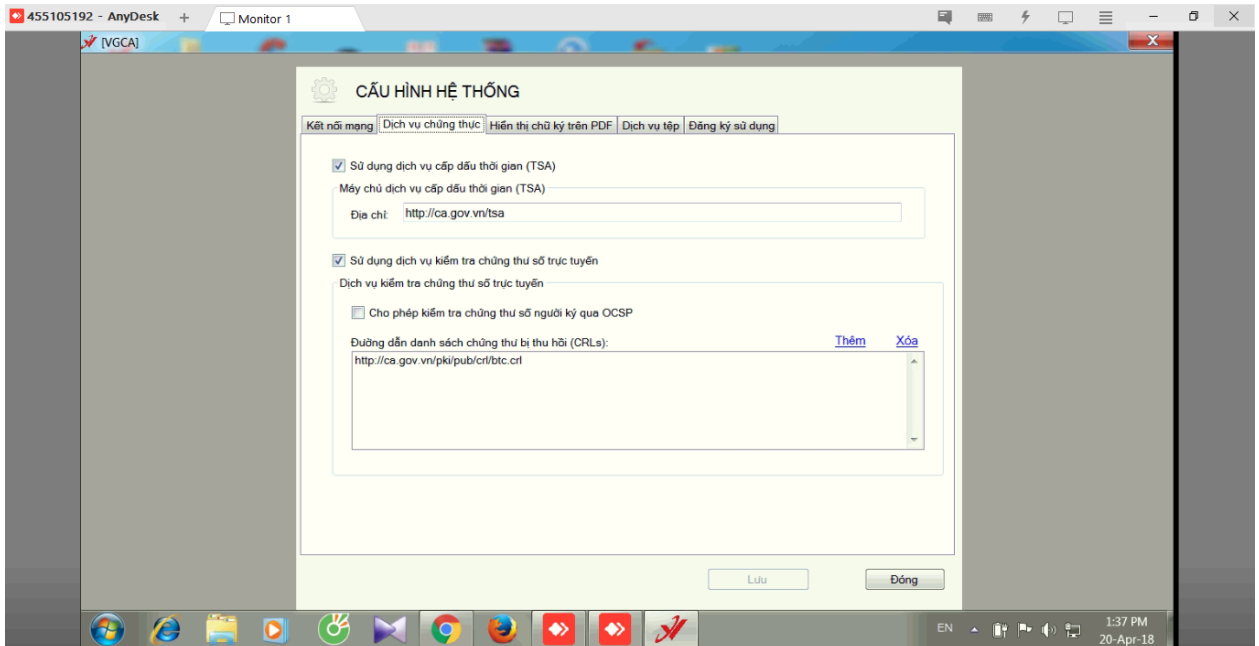 455105192 - AnyDesk
Monitor 1
[VGCA]
CẤU HÌNH HỆ THỐNG
Kết nối mạng Dịch vụ chứng thực Hiển thị chữ ký trên PDF Dịch vụ tệp Đăng ký sử dụng
Sử dụng dịch vụ cấp dấu thời gian (TSA)
Máy chủ dịch vụ cấp dấu thời gian (TSA)
Địa chỉ: http://ca.gov.vn/tsa
Sử dụng dịch vụ kiểm tra chứng thư số trực tuyến
Dịch vụ kiểm tra chứng thư số trực tuyến
Cho phép kiểm tra chứng thư số người ký qua OCSP
Đường dẫn danh sách chứng thư bị thu hồi (CRLs): Thêm Xóa
http://ca.gov.vn/pki/pub/crl/btc.crl
Lưu Đóng
EN
1:37 PM
20-Apr-18